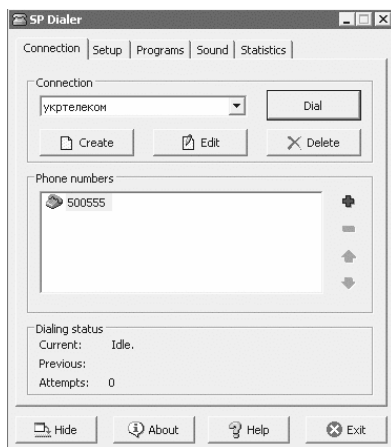 SP Dialer
Connection Setup Programs Sound Statistics
Connection
укртелеком
Dial
Create Edit Delete
Phone numbers
500555
Dialing status
Current: Idle.
Previous:
Attempts: 0
Hide About Help Exit